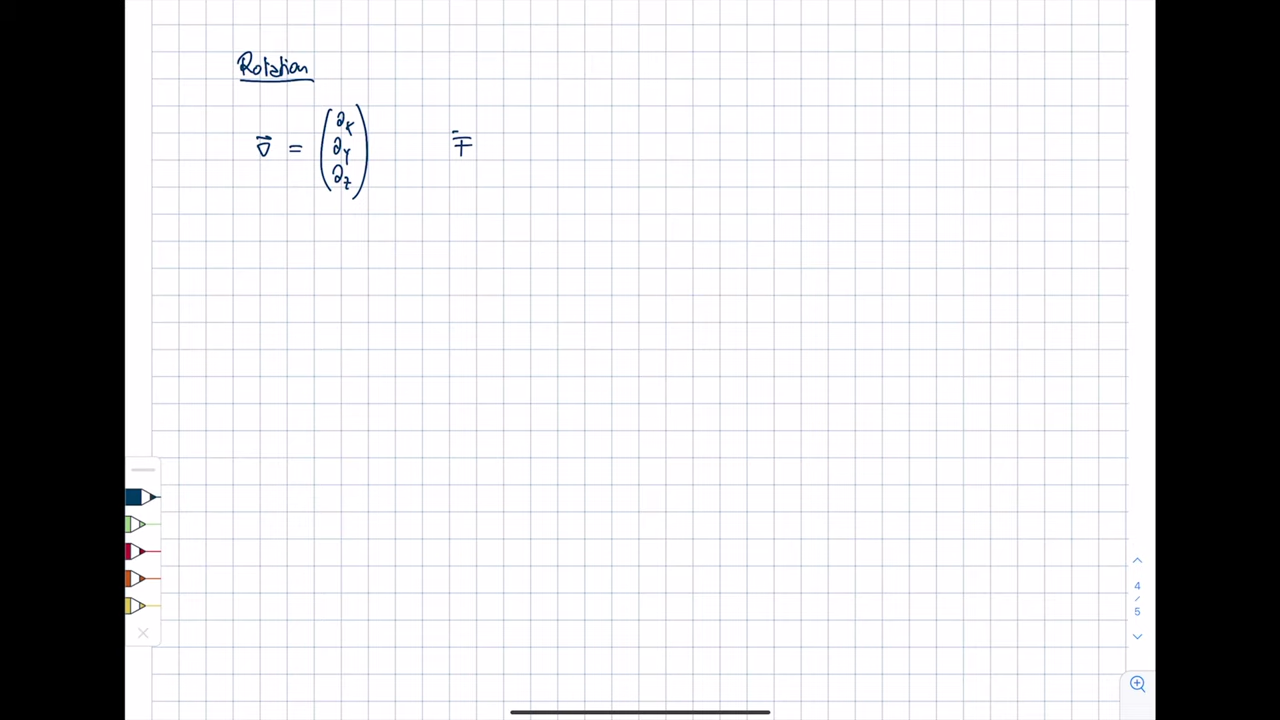 Rotation
∇⃗ = (∂x ∂y ∂z) F
4
/
5